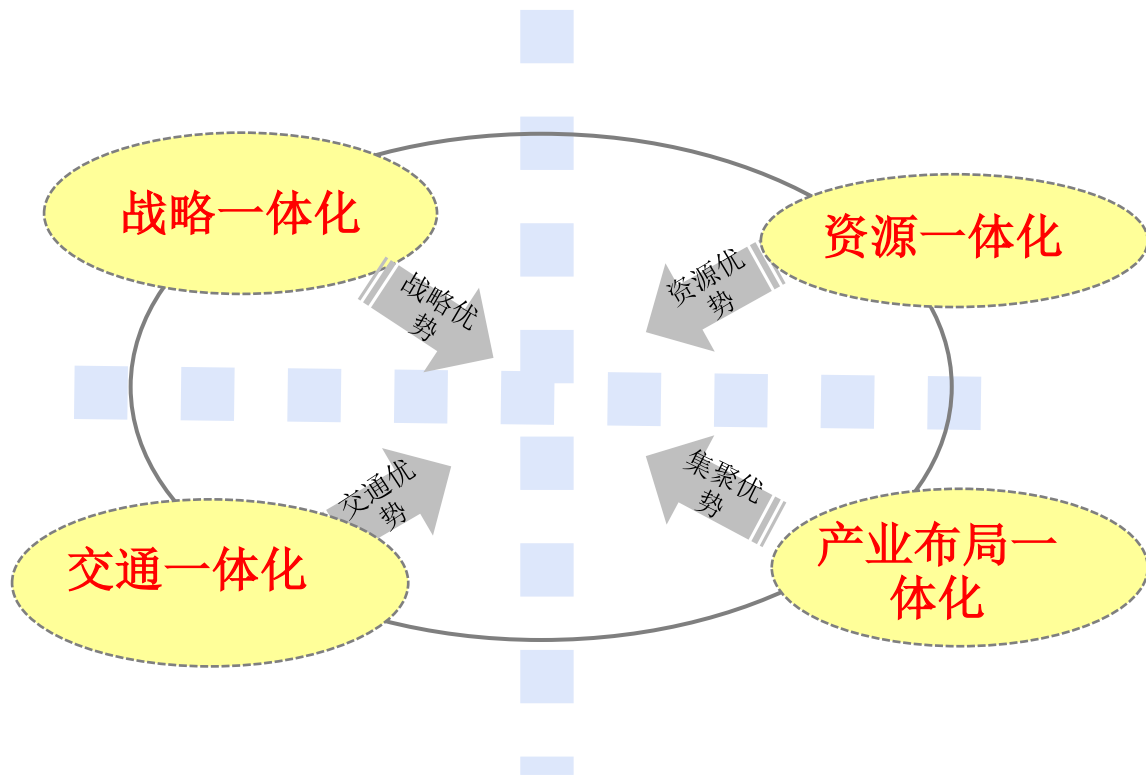 战略一体化
资源一体化
战略优
势
资源优
势
交通优
势
集聚优
势
交通一体化
产业布局一
体化